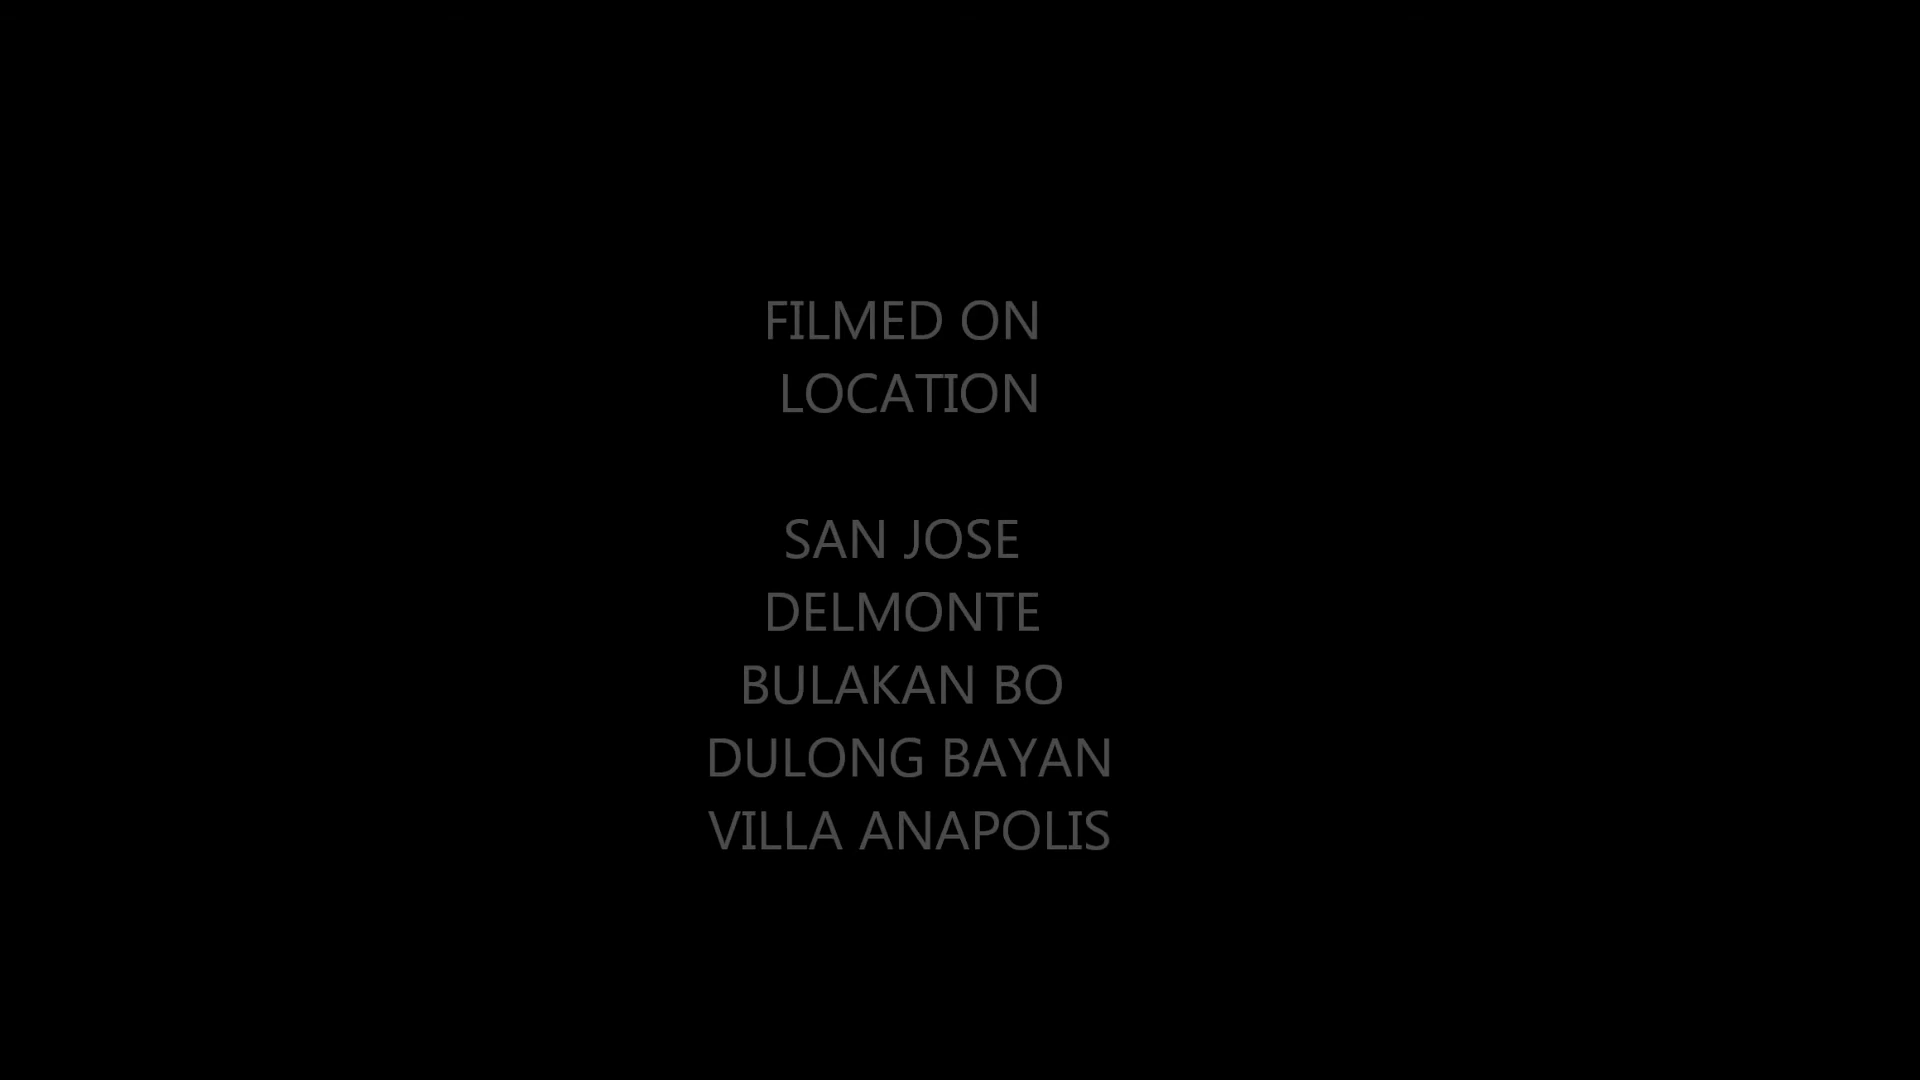 FILMED ON
LOCATION
SAN JOSE
DELMONTE
BULAKAN BO
DULONG BAYAN
VILLA ANAPOLIS